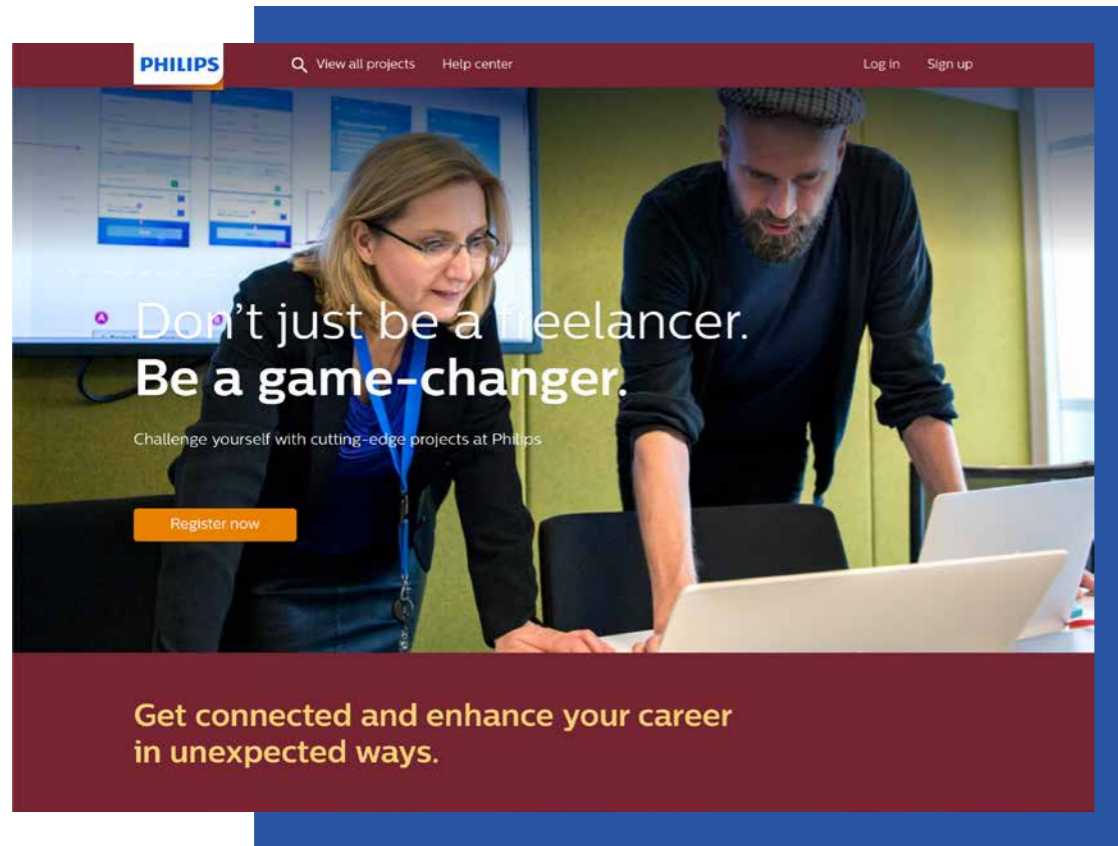 PHILIPS
View all projects Help center Log in Sign up
Don't just be a freelancer.
Be a game-changer.
Challenge yourself with cutting-edge projects at Philips
Register now
Get connected and enhance your career
in unexpected ways.